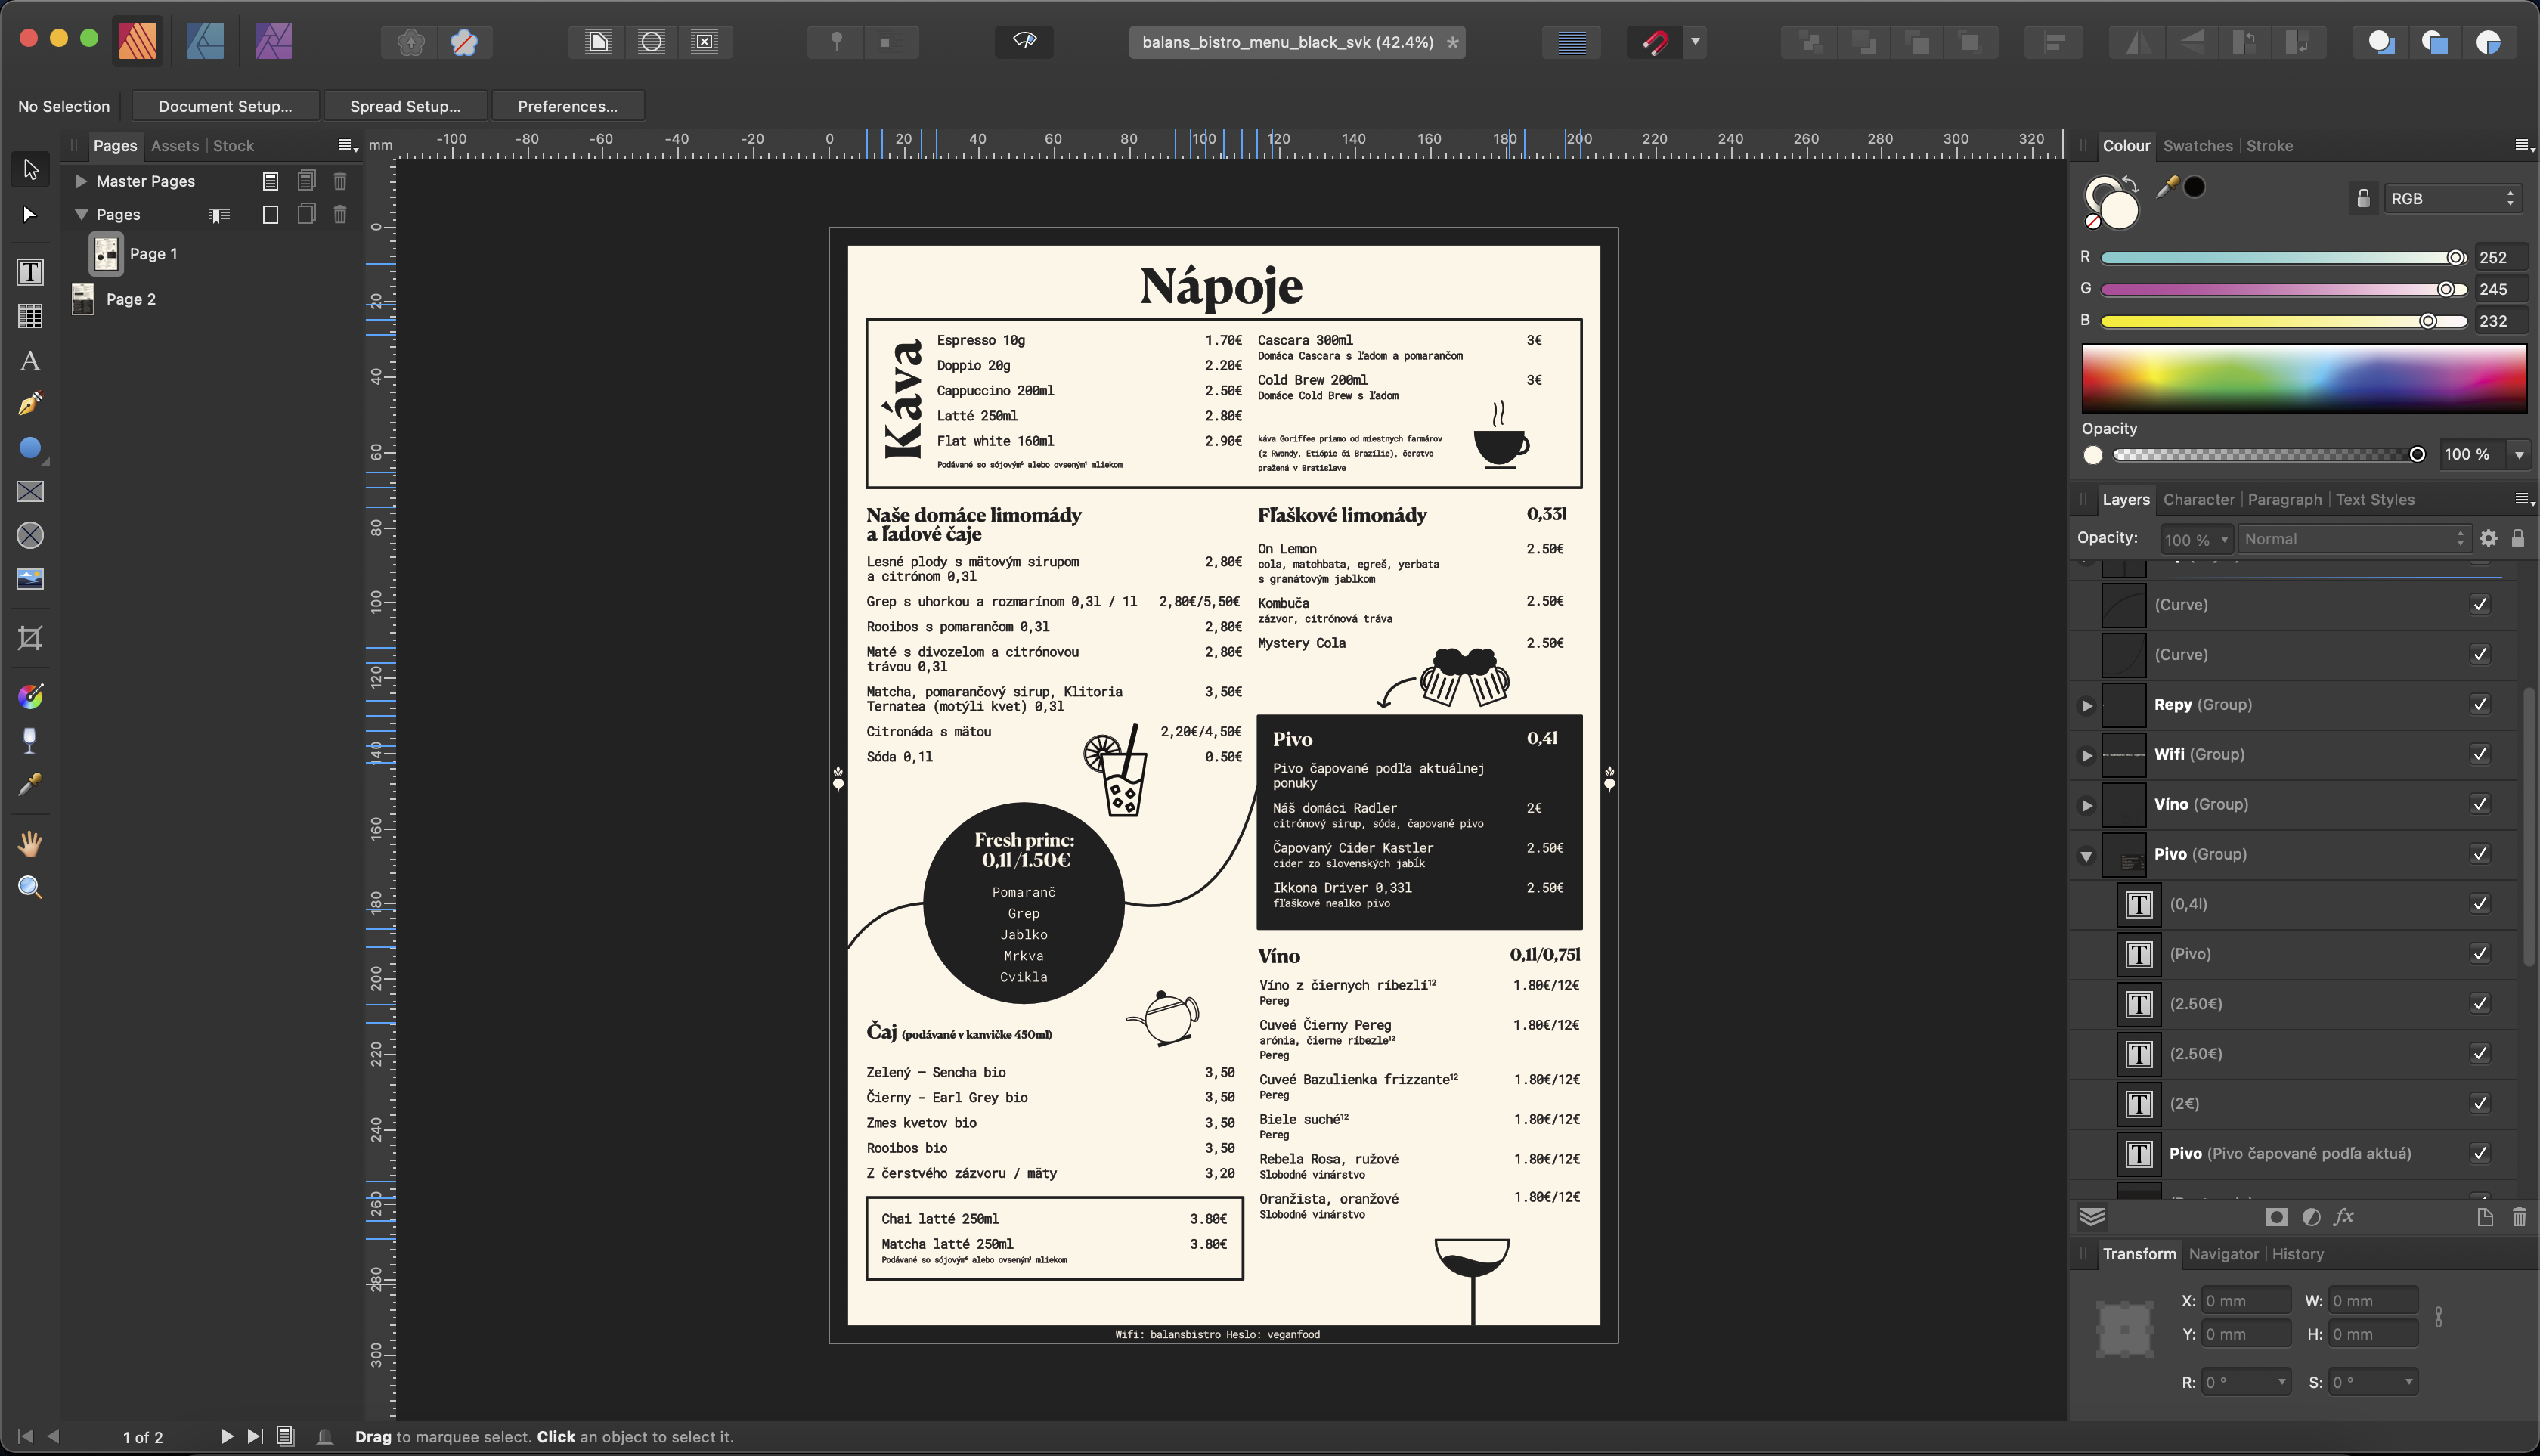 balans_bistro_menu_black_svk (42.4%) *
No Selection Document Setup... Spread Setup... Preferences...
Pages Assets Stock
Master Pages
Pages
Page 1
Page 2
mm
-100 -80 -60 -40 -20 0 20 40 60 80 100 120 140 160 180 200 220 240 260 280 300 320
0
20
40
60
80
100
120
140
160
180
200
220
240
260
280
300
Nápoje
Káva
Espresso 10g 1.70€
Doppio 20g 2.20€
Cappuccino 200ml 2.50€
Latté 250ml 2.80€
Flat white 160ml 2.90€
Cascara 300ml 3€
Domáca Cascara s ľadom a pomarančom
Cold Brew 200ml 3€
Domáce Cold Brew s ľadom
káva Goriffee priamo od miestnych farmárov
(z Rwandy, Etiópie či Brazílie), čerstvo
pražená v Bratislave
Naše domáce limomády
a ľadové čaje
Lesné plody s mätovým sirupom 2,80€
a citrónom 0,3l
Grep s uhorkou a rozmarínom 0,3l / 1l 2,80€/5,50€
Rooibos s pomarančom 0,3l 2,80€
Maté s divozelom a citrónovou 2,80€
trávou 0,3l
Matcha, pomarančový sirup, Klitoria 3,50€
Ternatea (motýli kvet) 0,3l
Citronáda s mätou 2,20€/4,50€
Sóda 0,1l 0.50€
Fľaškové limonády 0,33l
On Lemon 2.50€
cola, matchbata, egreš, yerbata
s granátovým jablkom
Kombuča 2.50€
zázvor, citrónová tráva
Mystery Cola 2.50€
Fresh princ:
0,1l /1.50€
Pomaranč
Grep
Jablko
Mrkva
Cvikla
Pivo 0,4l
Pivo čapované podľa aktuálnej
ponuky
Náš domáci Radler 2€
citrónový sirup, sóda, čapované pivo
Čapovaný Cider Kastler 2.50€
cider zo slovenských jabĺk
Ikkona Driver 0,33l 2.50€
fľaškové nealko pivo
Čaj (podávané v kanvičke 450ml)
Zelený – Sencha bio 3,50
Čierny - Earl Grey bio 3,50
Zmes kvetov bio 3,50
Rooibos bio 3,50
Z čerstvého zázvoru / mäty 3,20
Chai latté 250ml 3.80€
Matcha latté 250ml 3.80€
Víno 0,1l/0,75l
Víno z čiernych ríbezlí¹² 1.80€/12€
Pereg
Cuveé Čierny Pereg 1.80€/12€
arónia, čierne ríbezle¹²
Pereg
Cuveé Bazulienka frizzante¹² 1.80€/12€
Pereg
Biele suché¹² 1.80€/12€
Pereg
Rebela Rosa, ružové 1.80€/12€
Slobodné vinárstvo
Oranžista, oranžové 1.80€/12€
Slobodné vinárstvo
Wifi: balansbistro Heslo: veganfood
Colour Swatches Stroke
RGB
R 252
G 245
B 232
Opacity
100 %
Layers Character Paragraph Text Styles
Opacity: 100 % Normal
(Curve)
(Curve)
Repy (Group)
Wifi (Group)
Víno (Group)
Pivo (Group)
(0,4l)
(Pivo)
(2.50€)
(2.50€)
(2€)
Pivo (Pivo čapované podľa aktuá)
fx
Transform Navigator History
X: 0 mm W: 0 mm
Y: 0 mm H: 0 mm
R: 0 ° S: 0 °
1 of 2 Drag to marquee select. Click an object to select it.